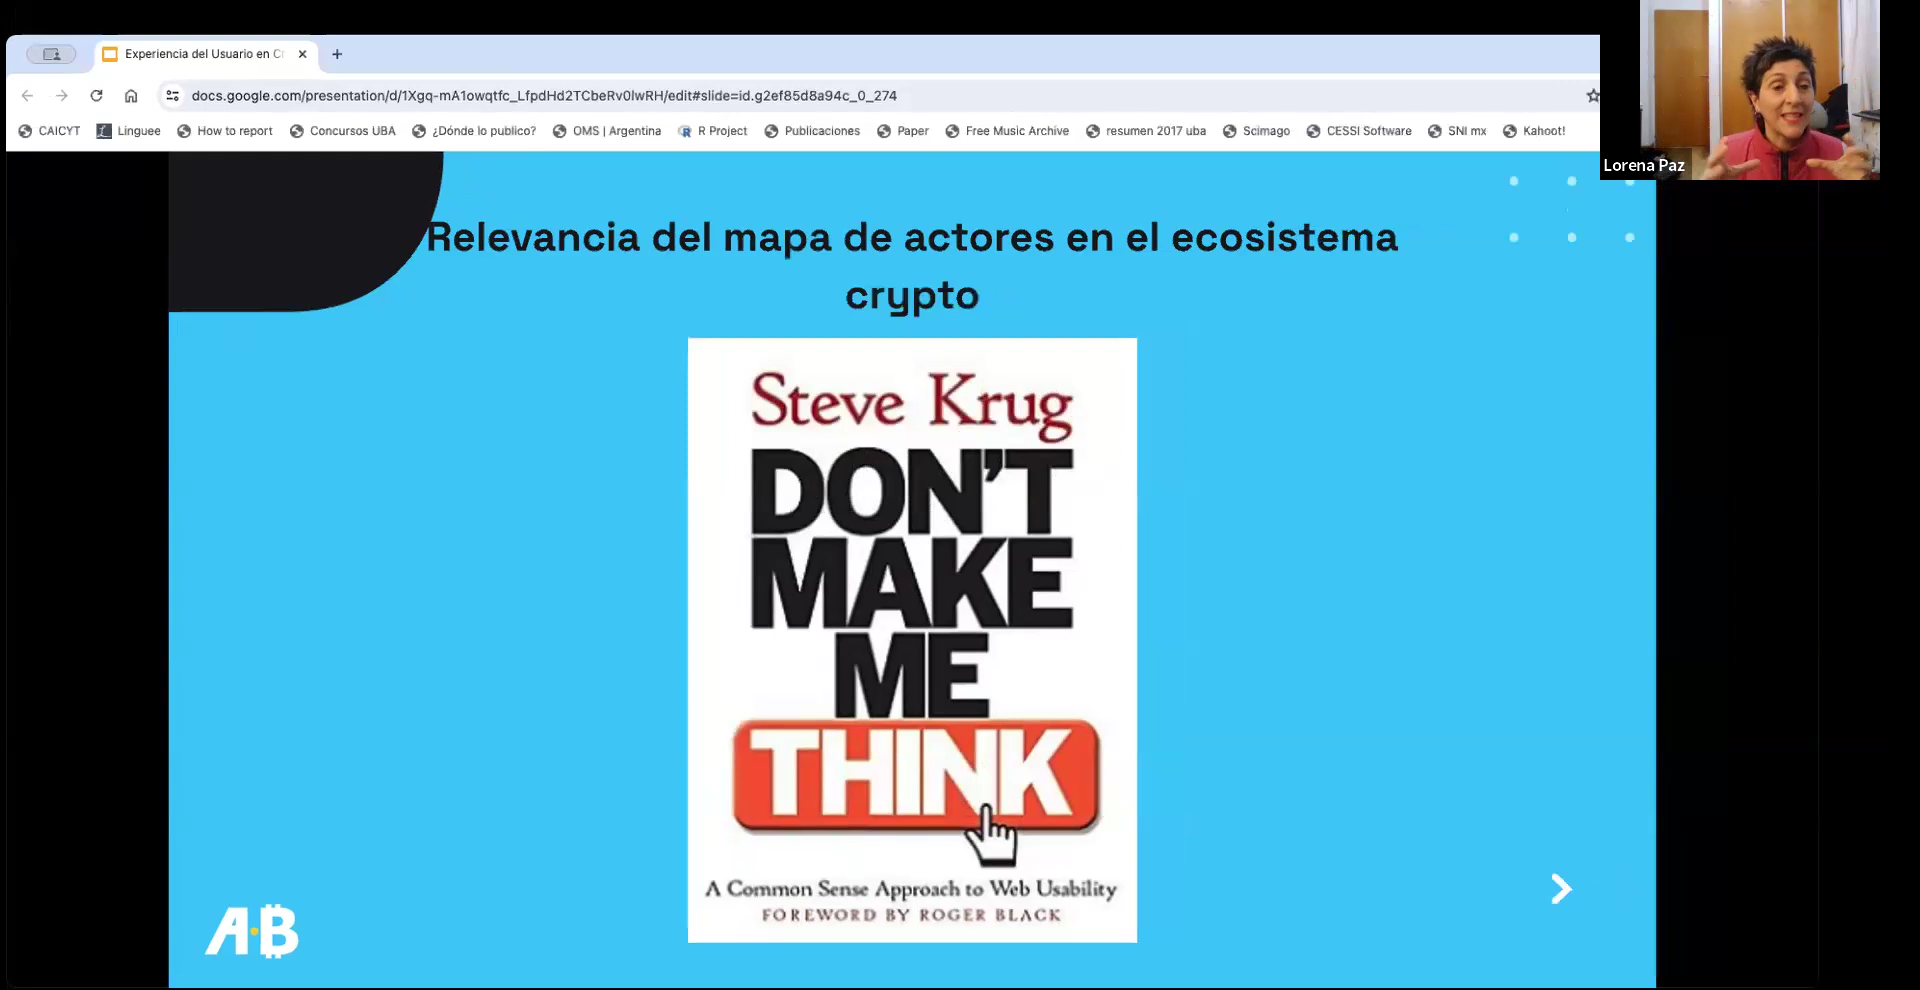 Experiencia del Usuario en Cr
docs.google.com/presentation/d/1Xgq-mA1owqtfc_LfpdHd2TCbeRv0lwRH/edit#slide=id.g2ef85d8a94c_0_274
CAICYT Linguee How to report Concursos UBA ¿Dónde lo publico? OMS | Argentina R Project Publicaciones Paper Free Music Archive resumen 2017 uba Scimago CESSI Software SNI mx Kahoot!
Lorena Paz
Relevancia del mapa de actores en el ecosistema
crypto
Steve Krug
DON'T
MAKE
ME
THINK
A Common Sense Approach to Web Usability
FOREWORD BY ROGER BLACK
A·B